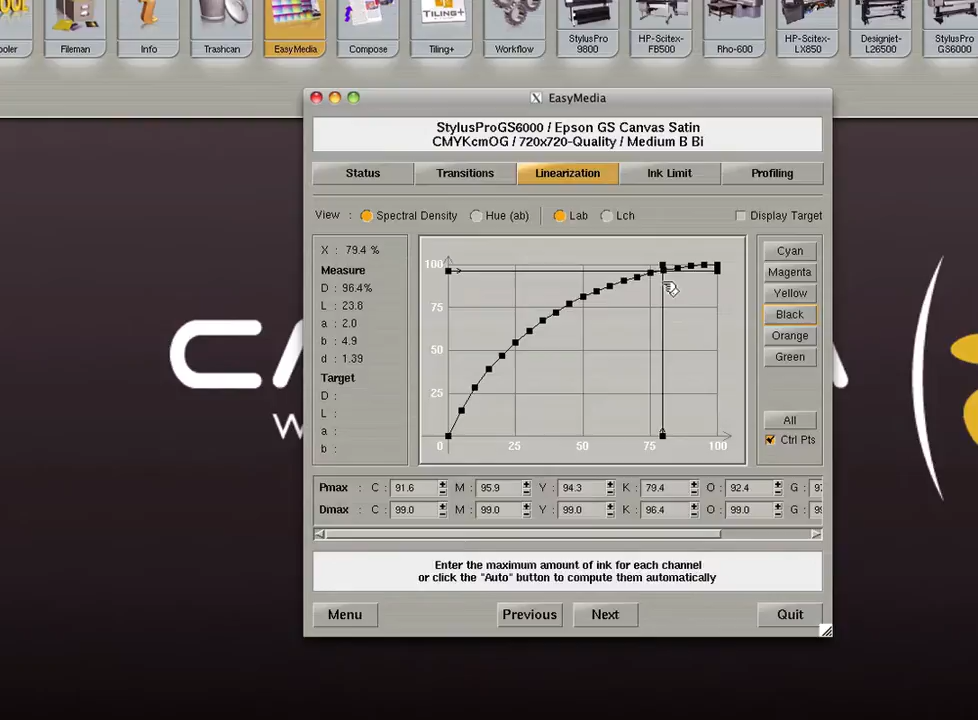 Fileman
Info
Trashcan
EasyMedia
Compose
Tiling+
Workflow
StylusPro
9800
HP-Scitex-
FB500
Rho-600
HP-Scitex-
LX850
Designjet-
L26500
StylusPro
GS6000
EasyMedia
StylusProGS6000 / Epson GS Canvas Satin
CMYKcmOG / 720x720-Quality / Medium B Bi
Status Transitions Linearization Ink Limit Profiling
View : Spectral Density Hue (ab) Lab Lch Display Target
X : 79.4 %
Measure
D : 96.4%
L : 23.8
a : 2.0
b : 4.9
d : 1.39
Target
D :
L :
a :
b :
100
75
50
25
0 25 50 75 100
Cyan
Magenta
Yellow
Black
Orange
Green
All
Ctrl Pts
Pmax : C : 91.6 M : 95.9 Y : 94.3 K : 79.4 O : 92.4 G :
Dmax : C : 99.0 M : 99.0 Y : 99.0 K : 96.4 O : 99.0 G :
Enter the maximum amount of ink for each channel
or click the "Auto" button to compute them automatically
Menu Previous Next Quit